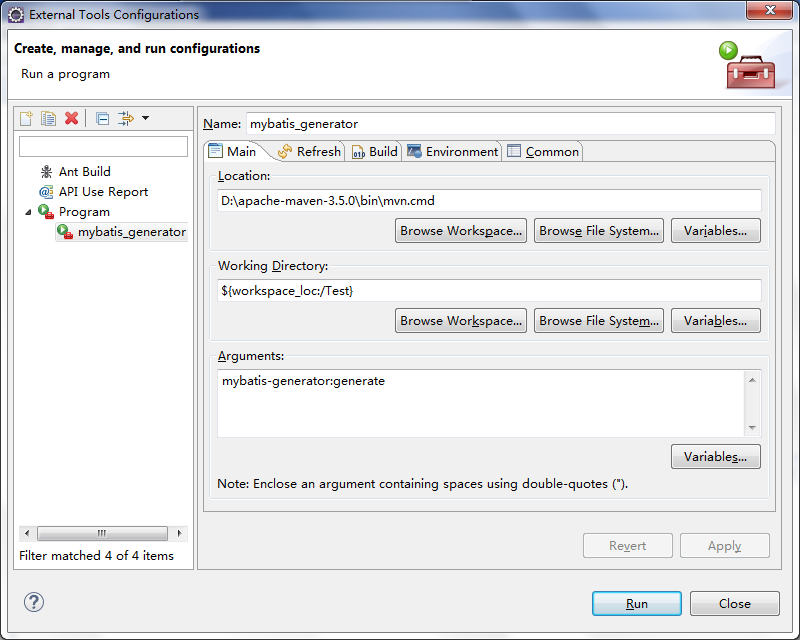 External Tools Configurations
Create, manage, and run configurations
Run a program
Name: mybatis_generator
Main Refresh Build Environment Common
Ant Build
API Use Report
Program
mybatis_generator
Filter matched 4 of 4 items
Location:
D:\apache-maven-3.5.0\bin\mvn.cmd
Browse Workspace... Browse File System... Variables...
Working Directory:
${workspace_loc:/Test}
Browse Workspace... Browse File System... Variables...
Arguments:
mybatis-generator:generate
Variables...
Note: Enclose an argument containing spaces using double-quotes (").
Revert Apply
Run Close